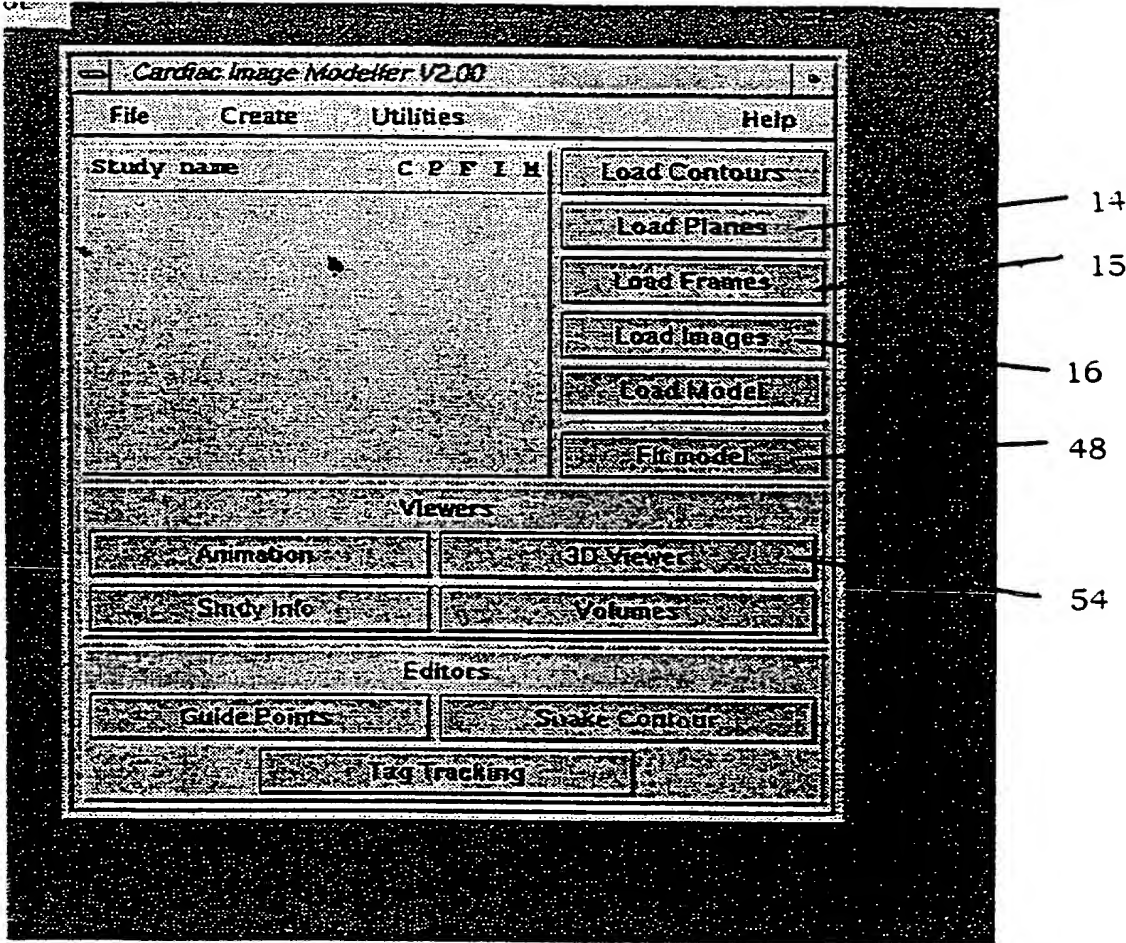 Cardiac Image Modeller V2.00
File Create Utilities Help
Study name C P F I M
Load Contours
Load Planes
14
Load Frames
15
Load Images
16
Load Model
Fit model
48
Viewers
Animation 3D Viewer
54
Study Info Volumes
Editors
Guide Points Snake Contour
Tag Tracking